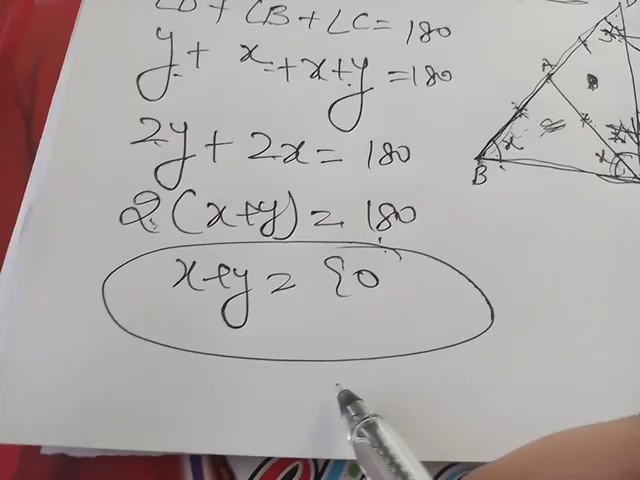 ∠D + ∠B + ∠C = 180
y + x + x + y = 180
2y + 2x = 180
2(x+y) = 180
x+y = 90
A
x
x
B